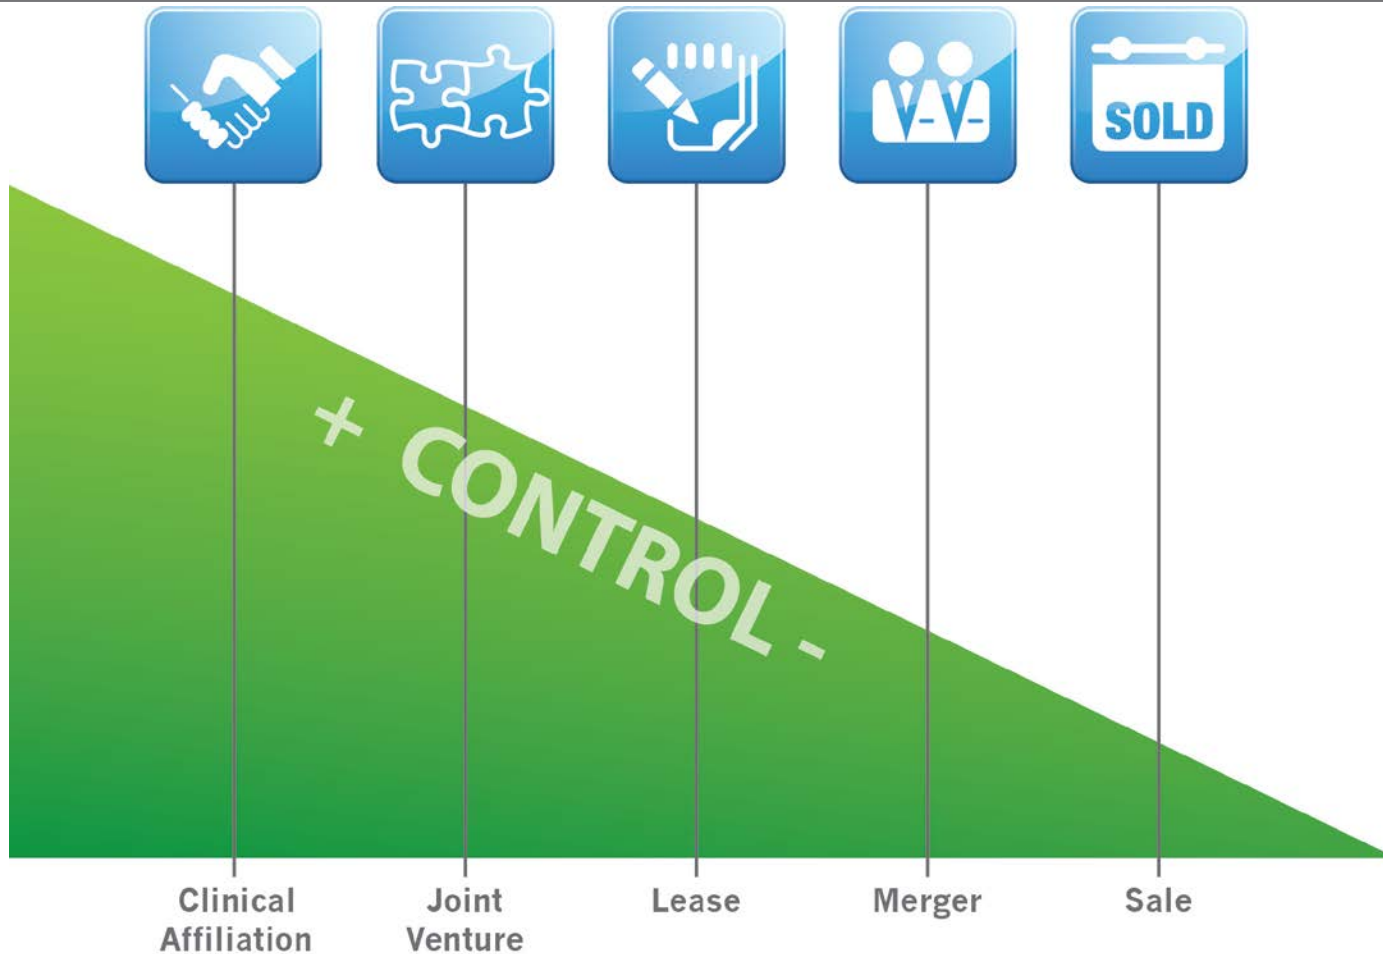 SOLD
+ CONTROL -
Clinical
Affiliation
Joint
Venture
Lease
Merger
Sale